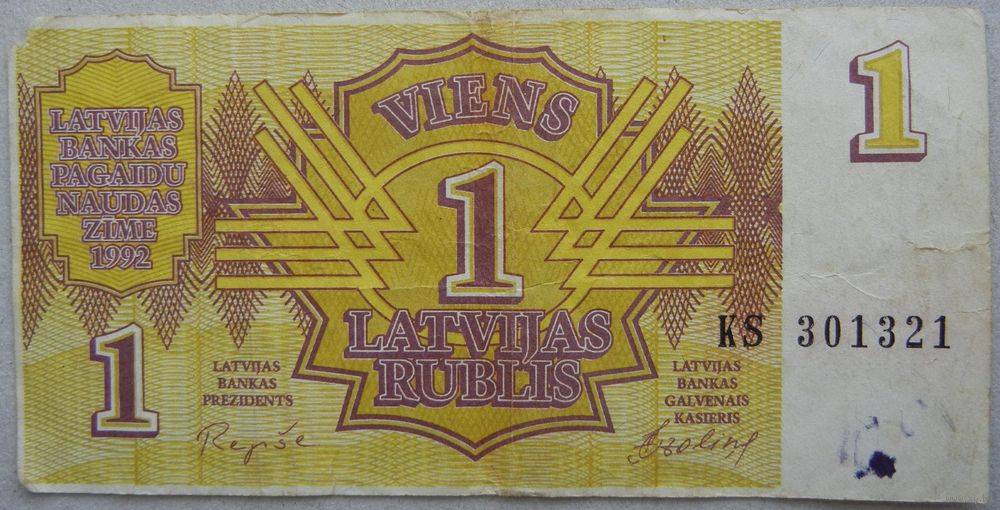 LATVIJAS
BANKAS
PAGAIDU
NAUDAS
ZĪME
1992
VIENS
1
1
LATVIJAS
RUBLIS
KS 301321
1
LATVIJAS
BANKAS
PREZIDENTS
Repše
LATVIJAS
BANKAS
GALVENAIS
KASIERIS